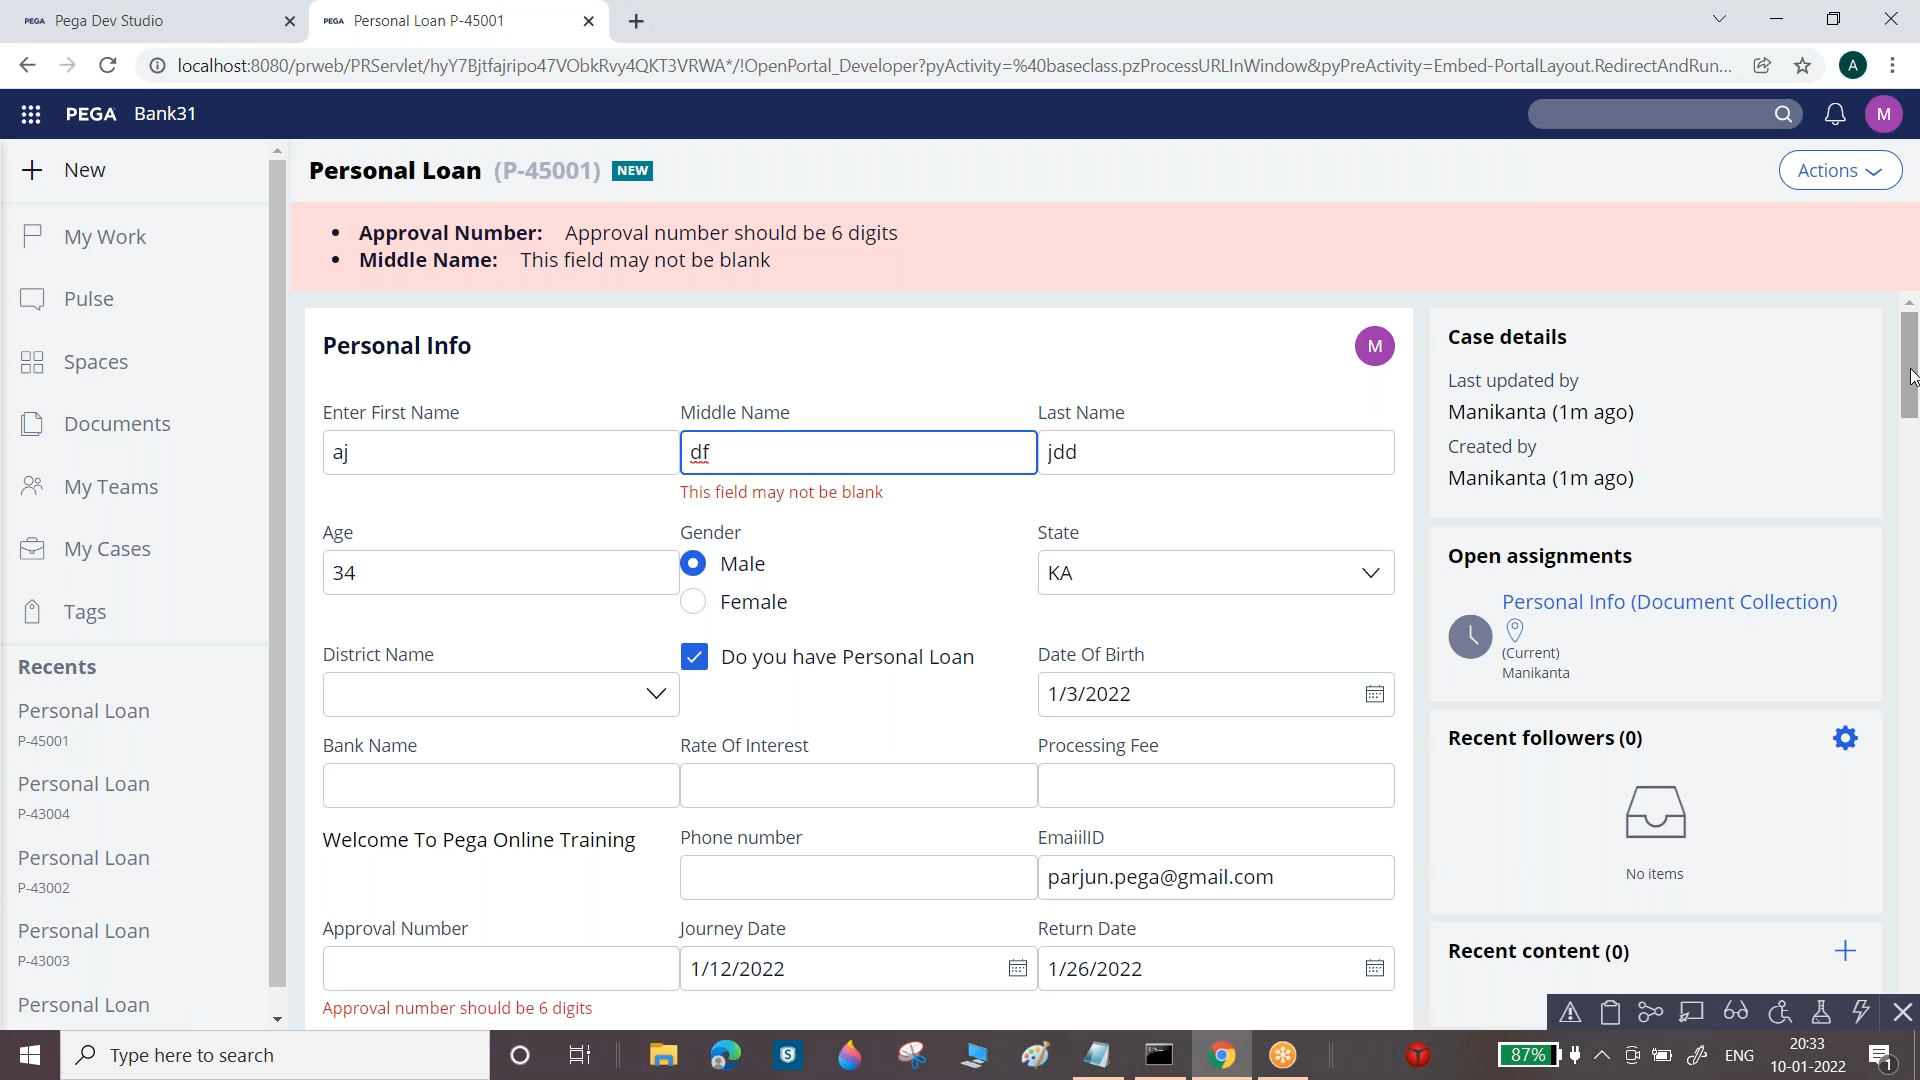 PEGA Pega Dev Studio
PEGA Personal Loan P-45001
localhost:8080/prweb/PRServlet/hyY7Bjtfajripo47VObkRvy4QKT3VRWA*/!OpenPortal_Developer?pyActivity=%40baseclass.pzProcessURLInWindow&pyPreActivity=Embed-PortalLayout.RedirectAndRun...
A
PEGA Bank31
M
New
My Work
Pulse
Spaces
Documents
My Teams
My Cases
Tags
Recents
Personal Loan
P-45001
Personal Loan
P-43004
Personal Loan
P-43002
Personal Loan
P-43003
Personal Loan
Personal Loan (P-45001) NEW
Actions
• Approval Number: Approval number should be 6 digits
• Middle Name: This field may not be blank
Personal Info
M
Enter First Name Middle Name Last Name
aj df jdd
This field may not be blank
Age Gender State
34 Male KA
Female
District Name Do you have Personal Loan Date Of Birth
1/3/2022
Bank Name Rate Of Interest Processing Fee
Welcome To Pega Online Training Phone number EmaiilID
parjun.pega@gmail.com
Approval Number Journey Date Return Date
1/12/2022 1/26/2022
Approval number should be 6 digits
Case details
Last updated by
Manikanta (1m ago)
Created by
Manikanta (1m ago)
Open assignments
Personal Info (Document Collection)
(Current)
Manikanta
Recent followers (0)
No items
Recent content (0)
Type here to search
87%
ENG
20:33
10-01-2022
1